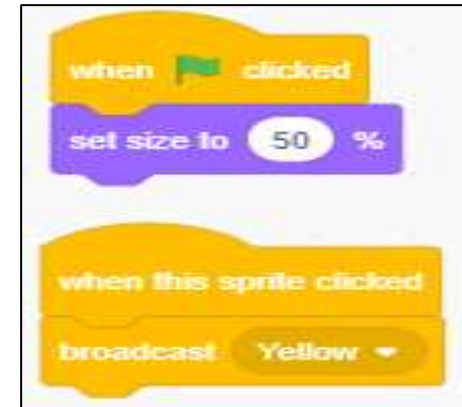 when clicked
set size to 50 %
when this sprite clicked
broadcast Yellow